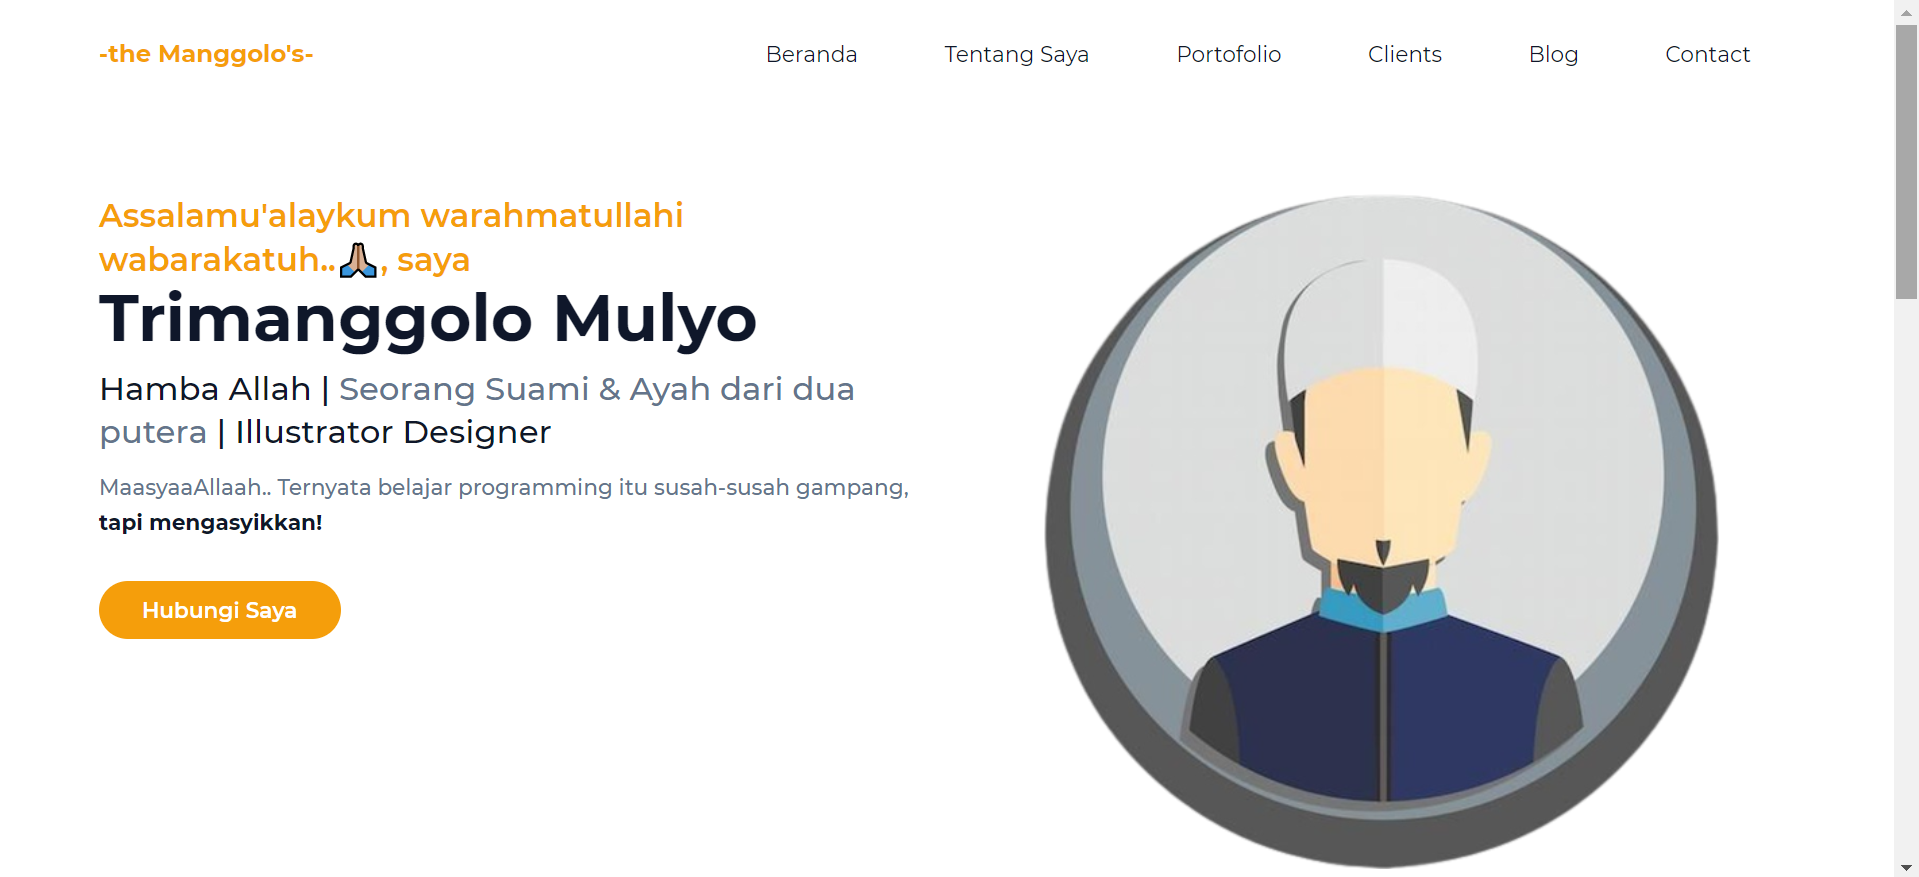 -the Manggolo's-
Beranda
Tentang Saya
Portofolio
Clients
Blog
Contact
Assalamu'alaykum warahmatullahi
wabarakatuh..🙏🏽, saya
Trimanggolo Mulyo
Hamba Allah | Seorang Suami & Ayah dari dua
putera | Illustrator Designer
MaasyaaAllaah.. Ternyata belajar programming itu susah-susah gampang,
tapi mengasyikkan!
Hubungi Saya